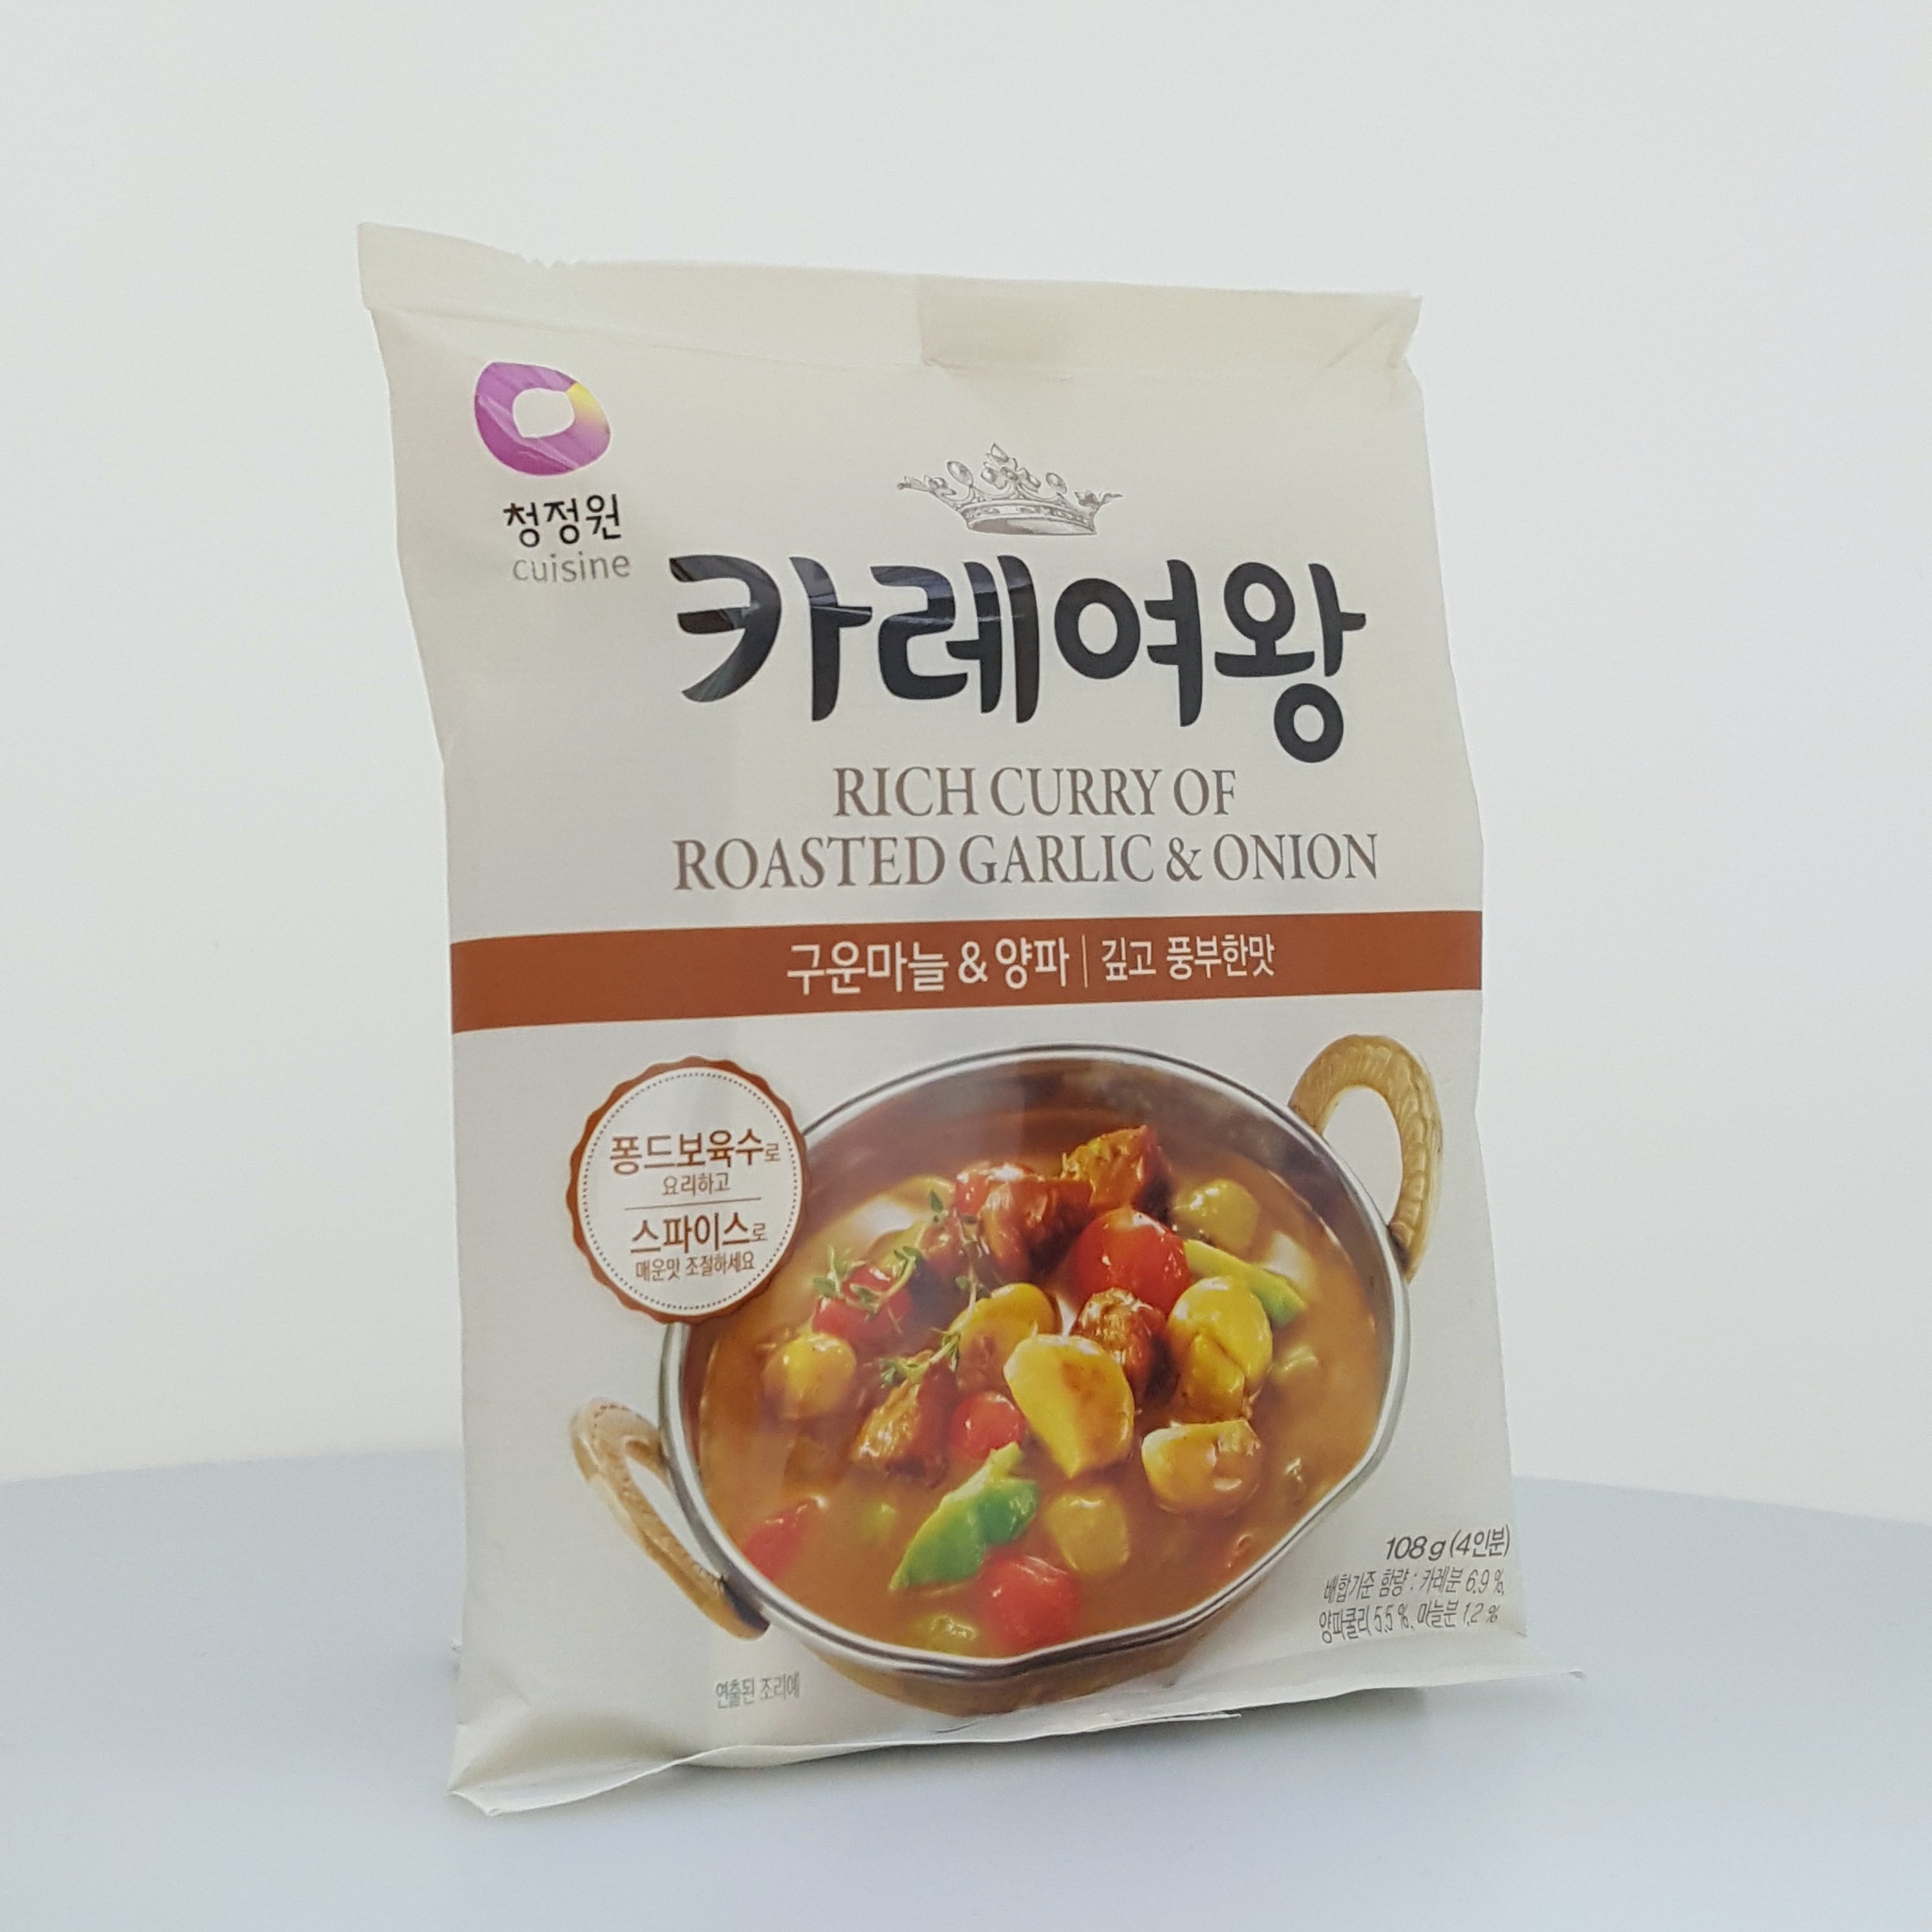 청정원
cuisine
카레여왕
RICH CURRY OF
ROASTED GARLIC & ONION
구운마늘 & 양파 | 깊고 풍부한맛
퐁드보육수로
요리하고
스파이스로
매운맛 조절하세요
108 g (4인분)
배합기준 함량 : 카레분 6.9 %,
양파쿨리 5.5 %, 마늘분 1.2 %
연출된 조리예